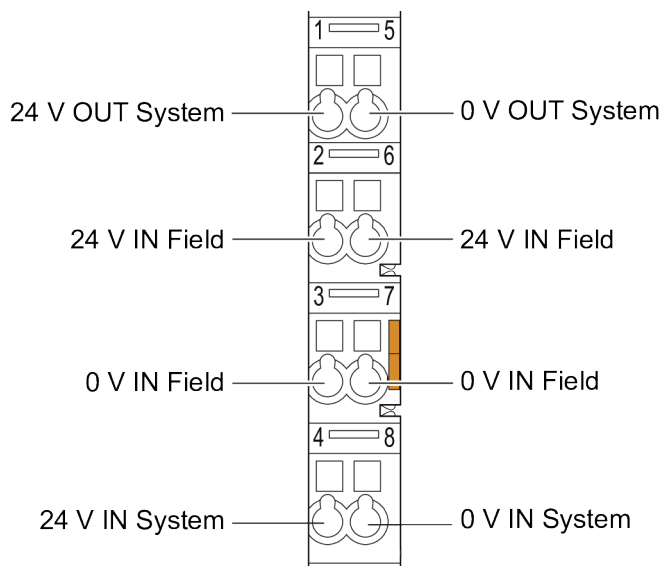 1 5
24 V OUT System 0 V OUT System
2 6
24 V IN Field 24 V IN Field
3 7
0 V IN Field 0 V IN Field
4 8
24 V IN System 0 V IN System